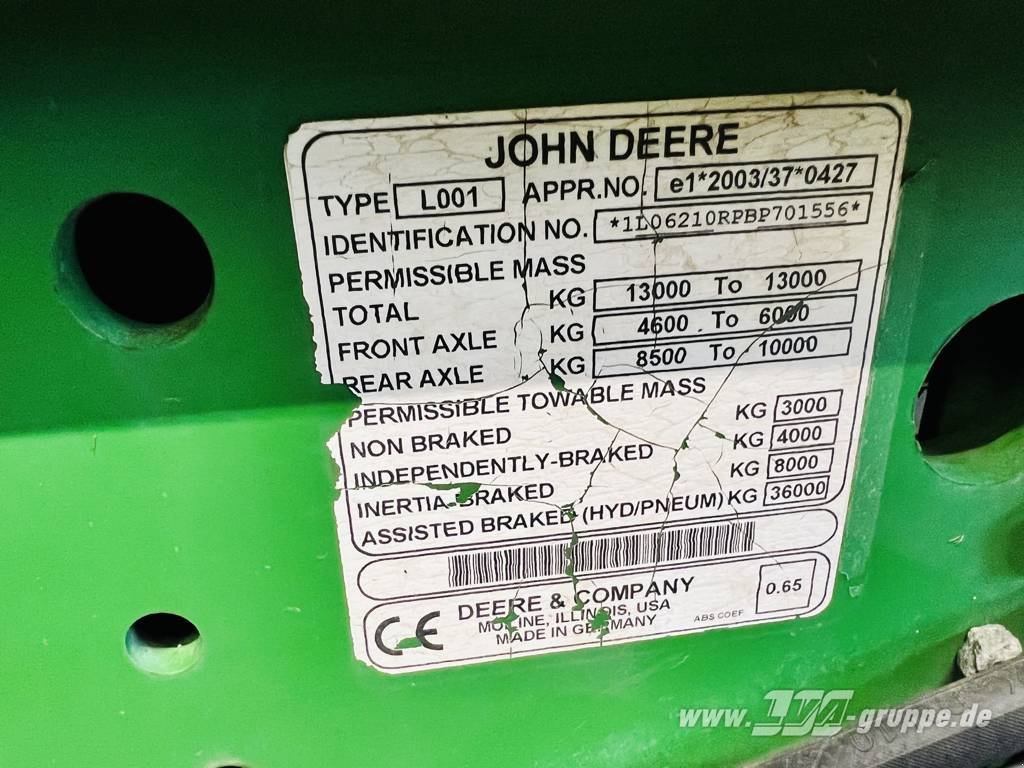 JOHN DEERE
TYPE L001 APPR.NO. e1*2003/37*0427
IDENTIFICATION NO. *1L06210RPBP701556*
PERMISSIBLE MASS
TOTAL KG 13000 To 13000
FRONT AXLE KG 4600 . To 6000
REAR AXLE KG 8500 To 10000
PERMISSIBLE TOWABLE MASS
NON BRAKED KG 3000
INDEPENDENTLY-BRAKED KG 4000
INERTIA-BRAKED KG 8000
ASSISTED BRAKED (HYD/PNEUM) KG 36000
CE DEERE & COMPANY
MOLINE, ILLINOIS, USA
MADE IN GERMANY
ABS COEF 0.65
www.LVA-gruppe.de